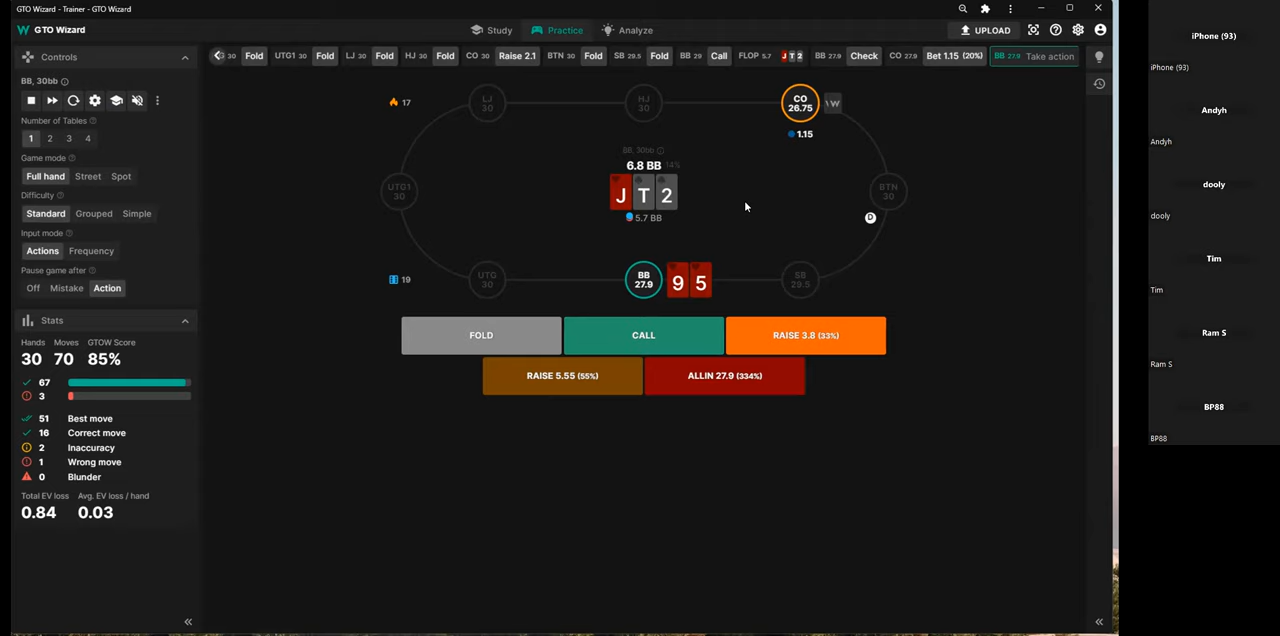 GTO Wizard - Trainer - GTO Wizard
GTO Wizard
Study
Practice
Analyze
UPLOAD
Controls
30 Fold UTG1 30 Fold LJ 30 Fold HJ 30 Fold CO 30 Raise 2.1 BTN 30 Fold SB 29.5 Fold BB 29 Call FLOP 5.7 J T 2 BB 27.9 Check CO 27.9 Bet 1.15 (20%) BB 27.9 Take action
BB, 30bb
Number of Tables
1 2 3 4
Game mode
Full hand Street Spot
Difficulty
Standard Grouped Simple
Input mode
Actions Frequency
Pause game after
Off Mistake Action
Stats
Hands Moves GTOW Score
30 70 85%
67
3
51 Best move
16 Correct move
2 Inaccuracy
1 Wrong move
0 Blunder
Total EV loss Avg. EV loss / hand
0.84 0.03
17
LJ
30
HJ
30
CO
26.75
W
1.15
BB, 30bb
6.8 BB 14%
UTG1
30
J T 2
5.7 BB
BTN
30
D
19
UTG
30
BB
27.9
9 5
SB
29.5
FOLD
CALL
RAISE 3.8 (33%)
RAISE 5.55 (55%)
ALLIN 27.9 (334%)
iPhone (93)
iPhone (93)
Andyh
Andyh
dooly
dooly
Tim
Tim
Ram S
Ram S
BP88
BP88